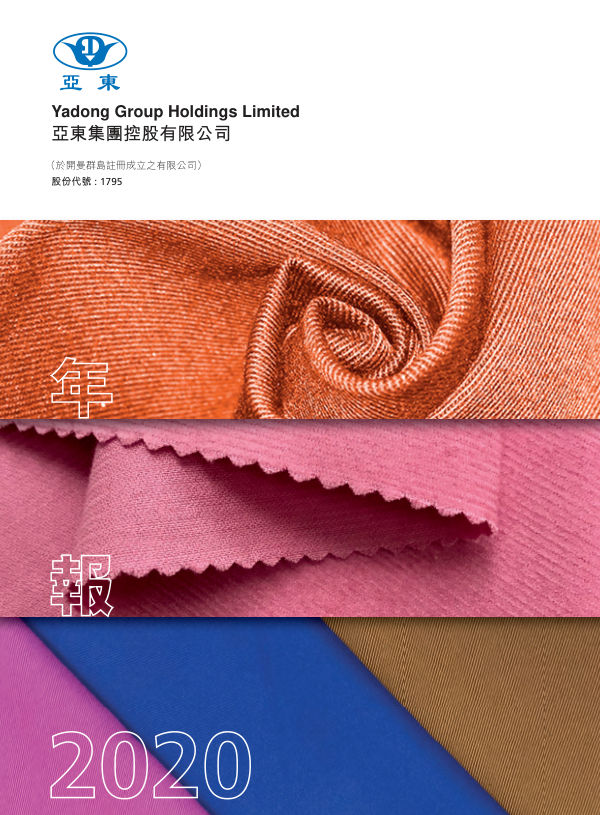 亞東
Yadong Group Holdings Limited
亞東集團控股有限公司
（於開曼群島註冊成立之有限公司）
股份代號：1795
年
報
2020